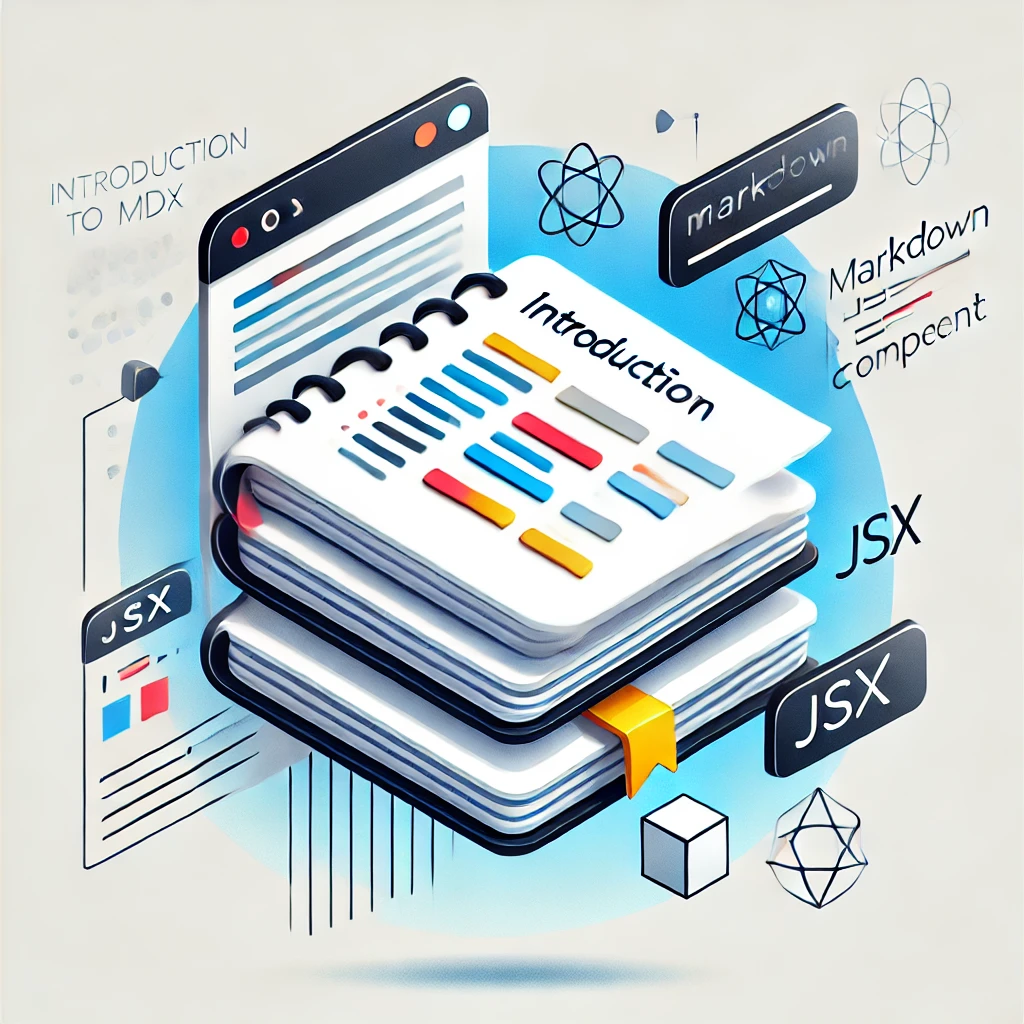 INTRODUCTION
TO MDX
markdown
Markdown
compeent
Introduction
JSX
JSX
JSX